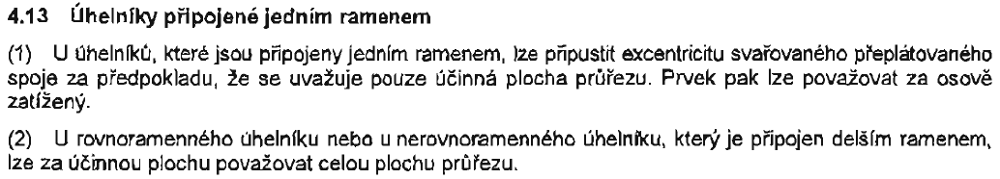 4.13 Úhelníky připojené jedním ramenem
(1) U úhelníků, které jsou připojeny jedním ramenem, lze připustit excentricitu svařovaného přeplátovaného
spoje za předpokladu, že se uvažuje pouze účinná plocha průřezu. Prvek pak lze považovat za osově
zatížený.
(2) U rovnoramenného úhelníku nebo u nerovnoramenného úhelníku, který je připojen delším ramenem,
lze za účinnou plochu považovat celou plochu průřezu.